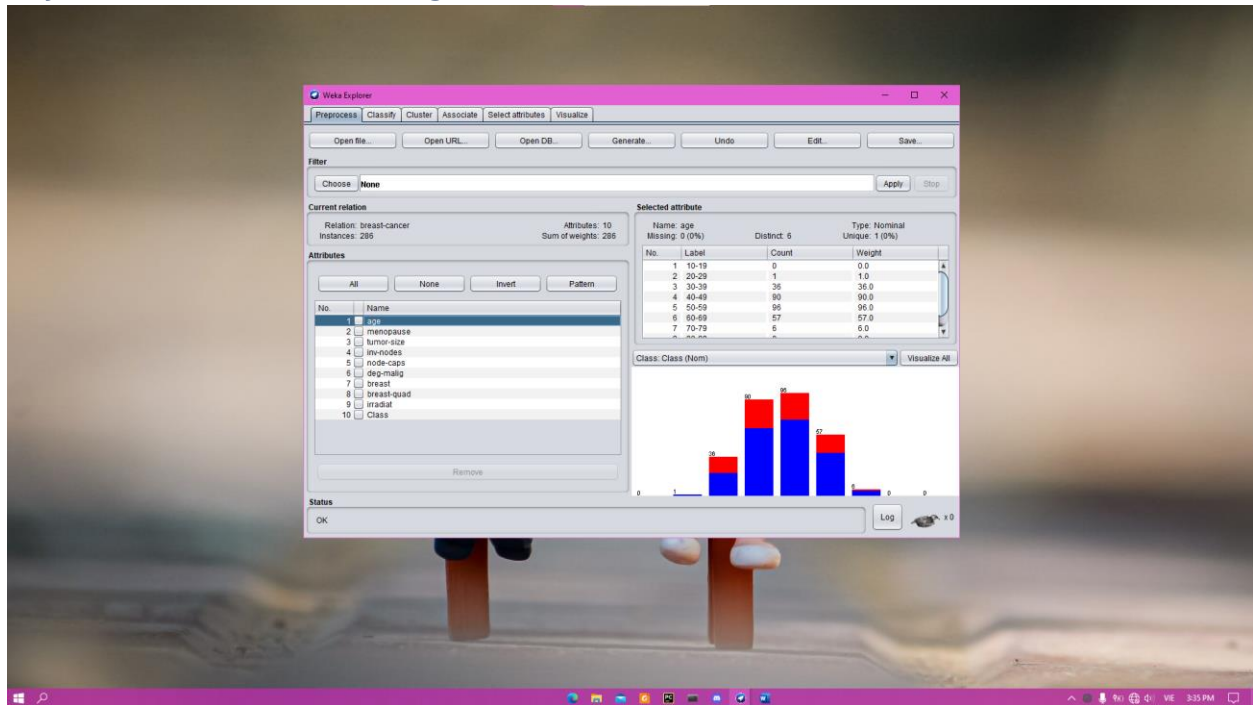 Weka Explorer
Preprocess Classify Cluster Associate Select attributes Visualize
Open file... Open URL... Open DB... Generate... Undo Edit... Save...
Filter
Choose None Apply Stop
Current relation
Relation: breast-cancer Attributes: 10
Instances: 286 Sum of weights: 286
Attributes
All None Invert Pattern
No. Name
1 age
2 menopause
3 tumor-size
4 inv-nodes
5 node-caps
6 deg-malig
7 breast
8 breast-quad
9 irradiat
10 Class
Remove
Selected attribute
Name: age Type: Nominal
Missing: 0 (0%) Distinct: 6 Unique: 1 (0%)
No. Label Count Weight
1 10-19 0 0.0
2 20-29 1 1.0
3 30-39 36 36.0
4 40-49 90 90.0
5 50-59 96 96.0
6 60-69 57 57.0
7 70-79 6 6.0
Class: Class (Nom) Visualize All
0 1 36 90 96 57 6 0 0
Status
OK
Log x 0
VIE 3:35 PM